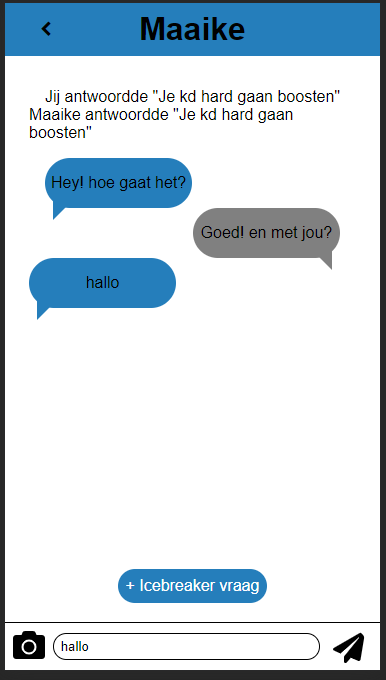 Maaike
Jij antwoordde "Je kd hard gaan boosten"
Maaike antwoordde "Je kd hard gaan
boosten"
Hey! hoe gaat het?
Goed! en met jou?
hallo
+ Icebreaker vraag
hallo